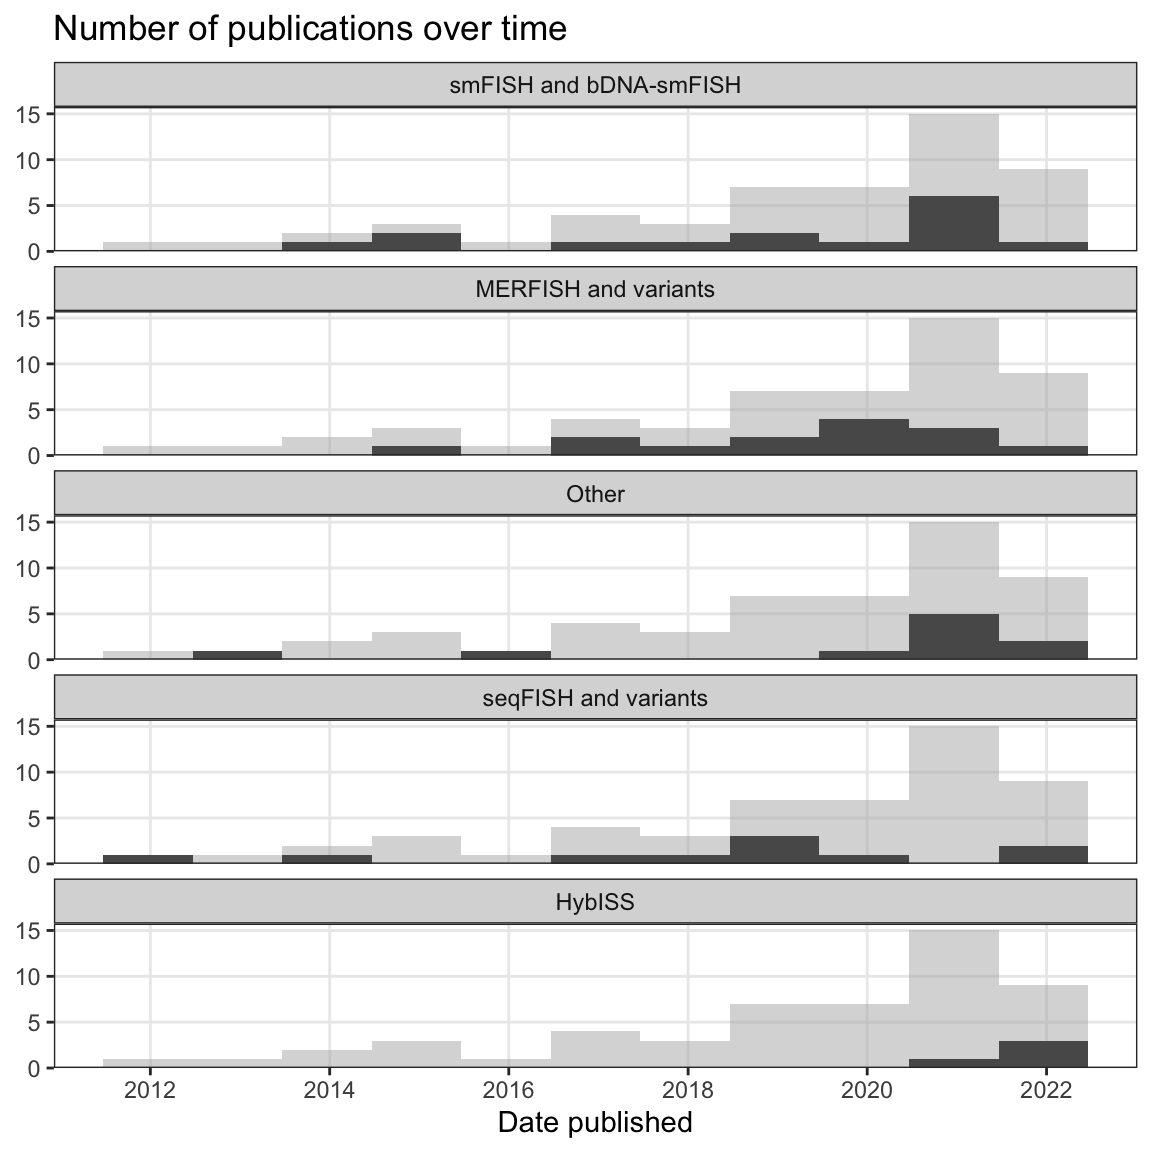 Number of publications over time
smFISH and bDNA-smFISH
15
10
5
0
MERFISH and variants
15
10
5
0
Other
15
10
5
0
seqFISH and variants
15
10
5
0
HybISS
15
10
5
0
2012 2014 2016 2018 2020 2022
Date published